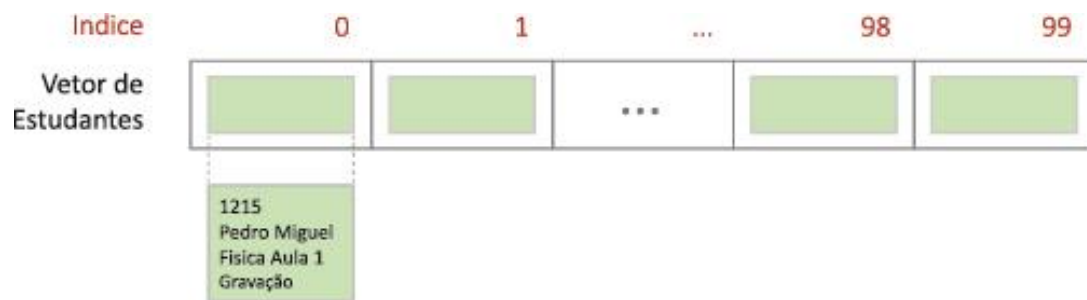 Indice 0 1 ... 98 99
Vetor de
Estudantes
...
1215
Pedro Miguel
Fisica Aula 1
Gravação